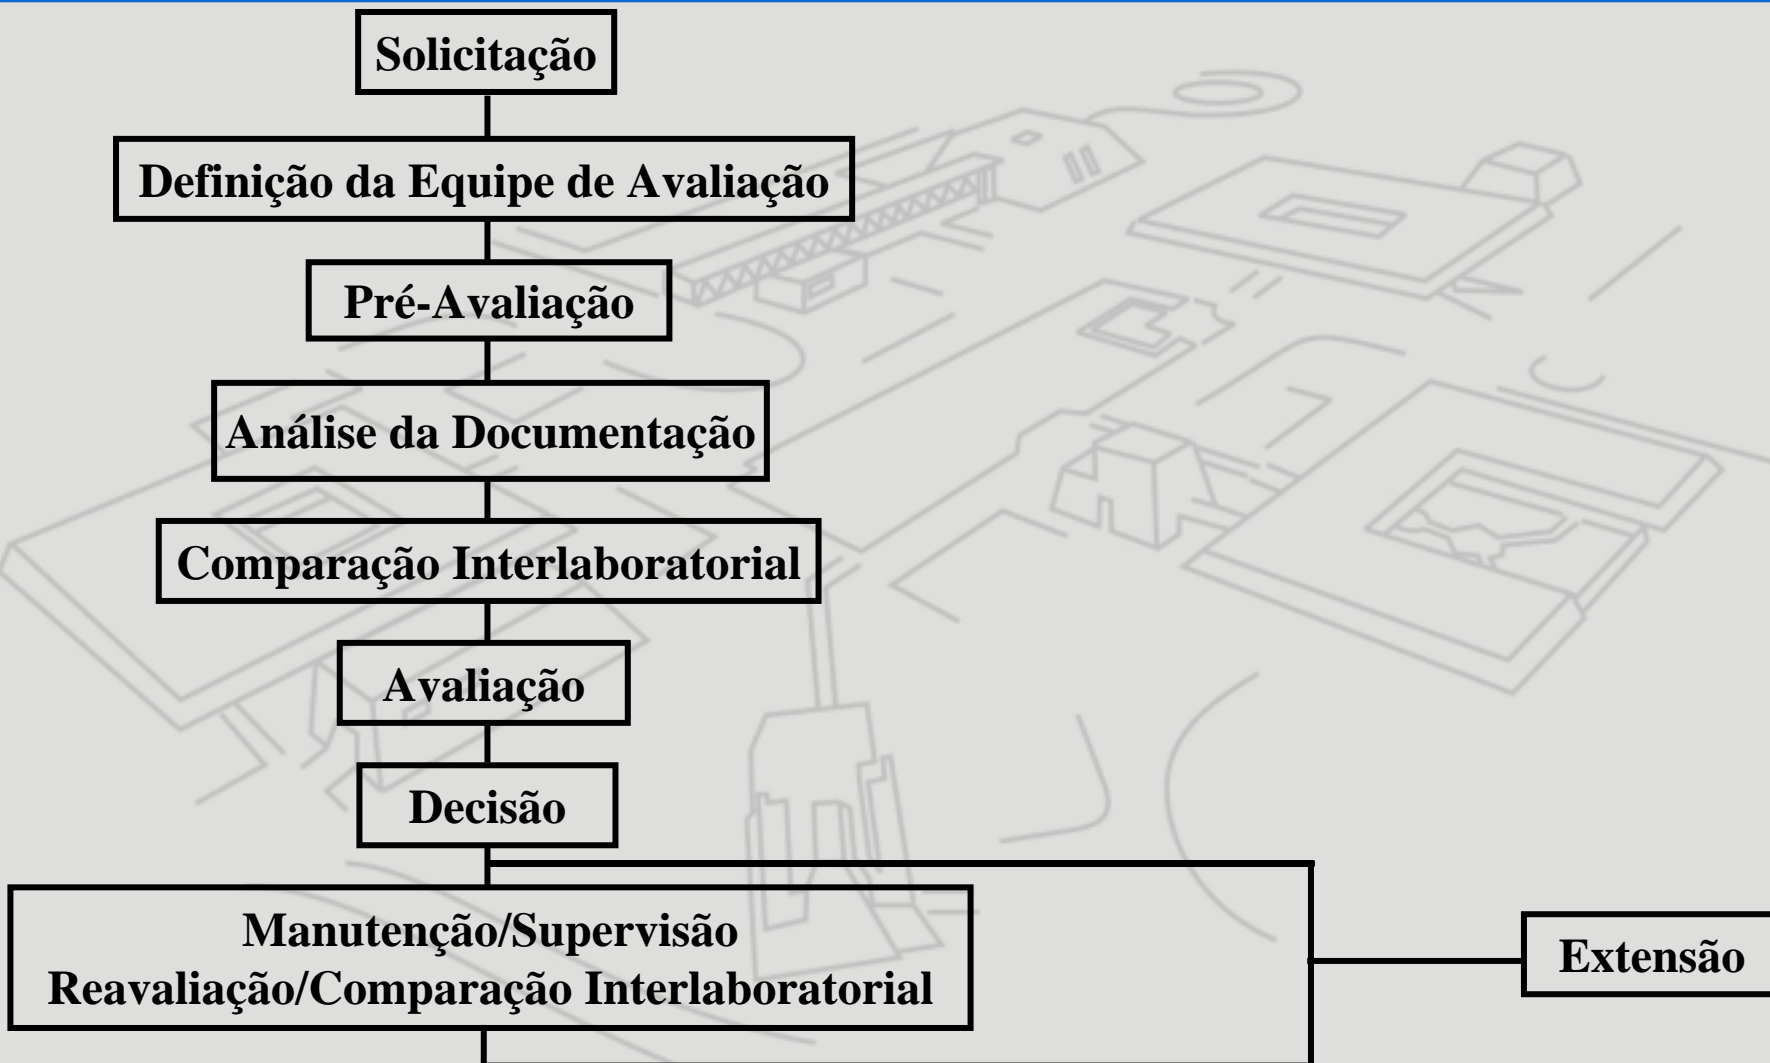 Solicitação
Definição da Equipe de Avaliação
Pré-Avaliação
Análise da Documentação
Comparação Interlaboratorial
Avaliação
Decisão
Manutenção/Supervisão
Reavaliação/Comparação Interlaboratorial
Extensão